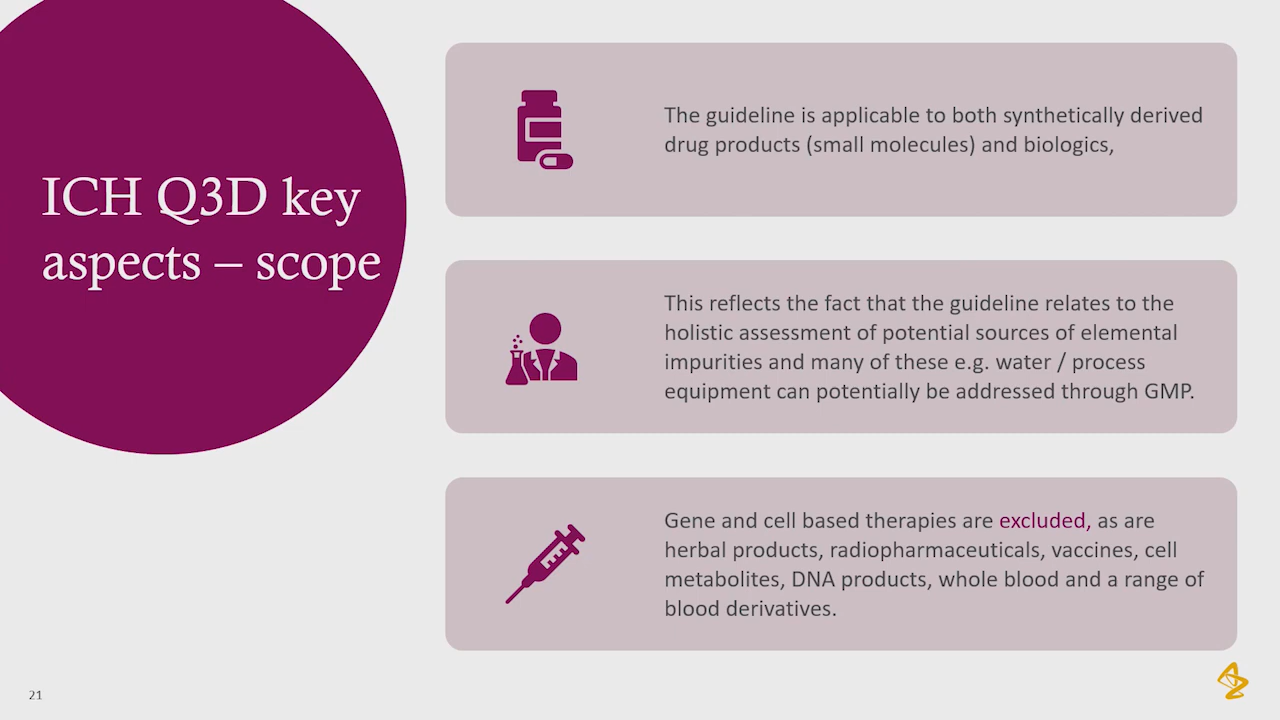 ICH Q3D key
aspects – scope
The guideline is applicable to both synthetically derived
drug products (small molecules) and biologics,
This reflects the fact that the guideline relates to the
holistic assessment of potential sources of elemental
impurities and many of these e.g. water / process
equipment can potentially be addressed through GMP.
Gene and cell based therapies are excluded, as are
herbal products, radiopharmaceuticals, vaccines, cell
metabolites, DNA products, whole blood and a range of
blood derivatives.
21